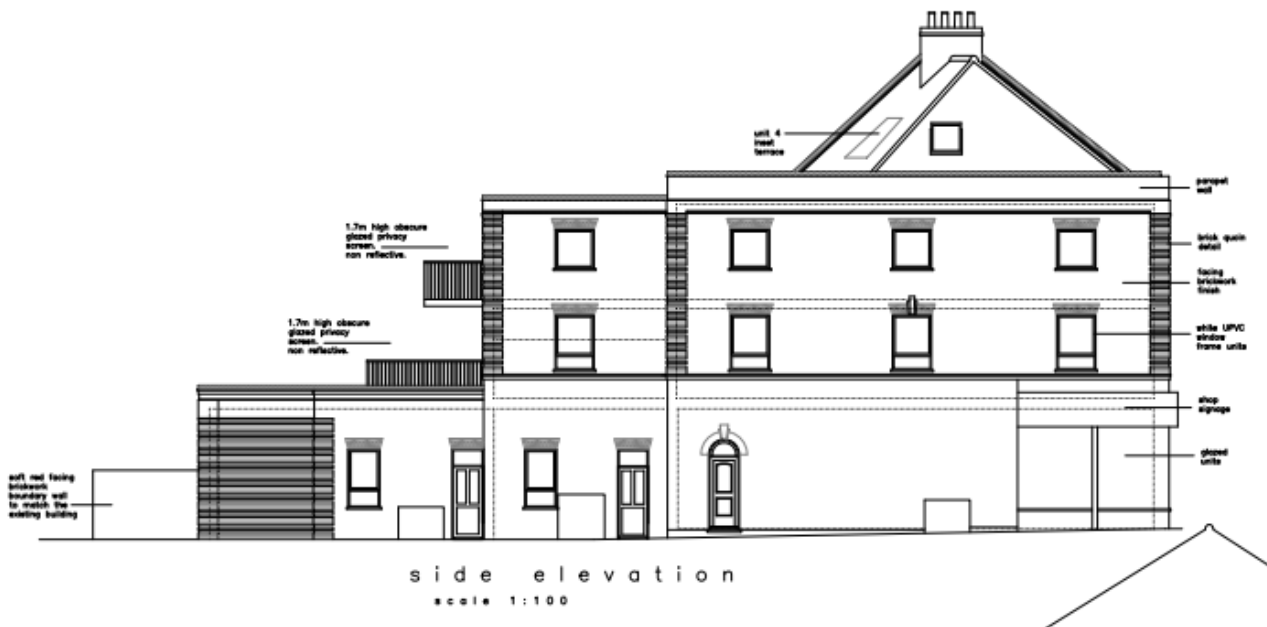 unit 4
inset
terrace
parapet
wall
1.7m high obscure
glazed privacy
screen.
non reflective.
brick quoin
detail
facing
brickwork
finish
1.7m high obscure
glazed privacy
screen.
non reflective.
white UPVC
window
frame units
shop
signage
glazed
units
soft red facing
brickwork
boundary wall
to match the
existing building
side elevation
scale 1:100